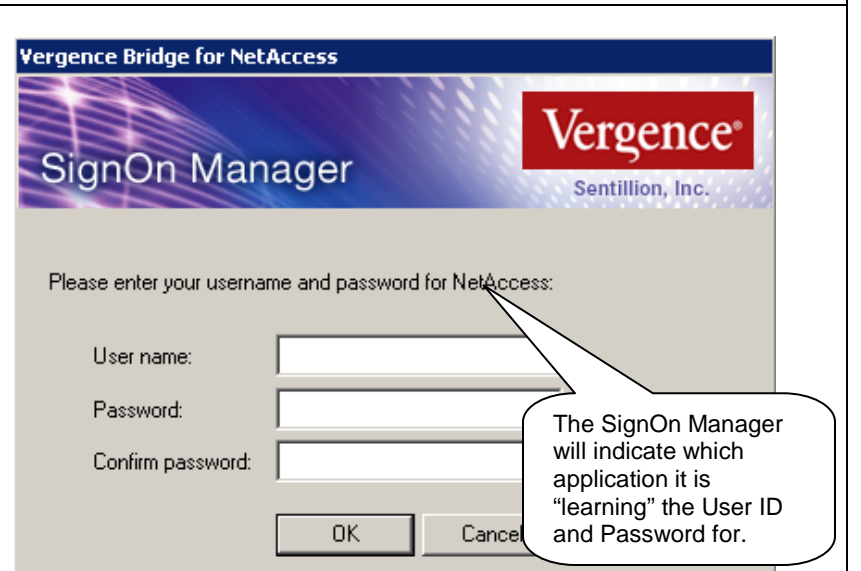 Vergence Bridge for NetAccess
SignOn Manager
Vergence®
Sentillion, Inc.
Please enter your username and password for NetAccess:
User name:
Password:
Confirm password:
OK
Cancel
The SignOn Manager
will indicate which
application it is
“learning” the User ID
and Password for.